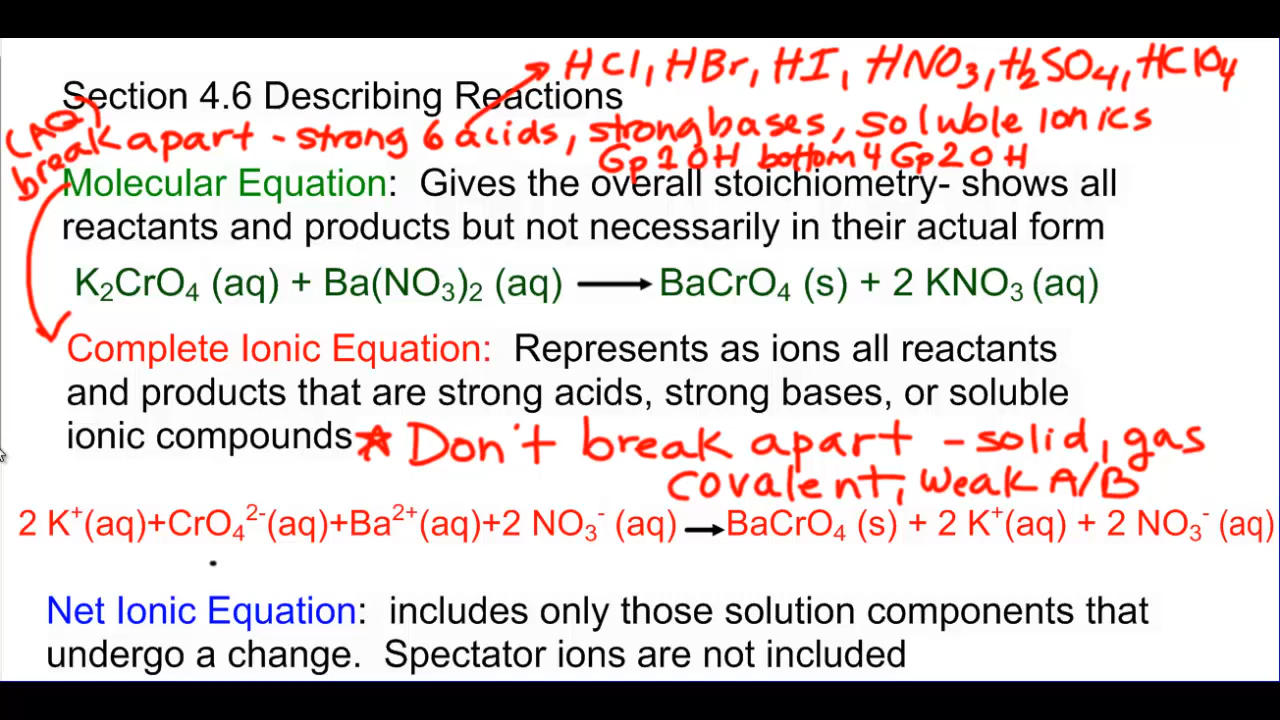 HCl, HBr, HI, HNO₃, H₂SO₄, HClO₄
Section 4.6 Describing Reactions
(AQ)
break apart - strong 6 acids, strong bases, soluble ionics
Gp 1 OH bottom 4 Gp 2 OH
Molecular Equation: Gives the overall stoichiometry- shows all
reactants and products but not necessarily in their actual form
K₂CrO₄ (aq) + Ba(NO₃)₂ (aq) ⟶ BaCrO₄ (s) + 2 KNO₃ (aq)
Complete Ionic Equation: Represents as ions all reactants
and products that are strong acids, strong bases, or soluble
ionic compounds ★ Don't break apart - solid, gas
covalent, weak A/B
2 K⁺(aq)+CrO₄²⁻(aq)+Ba²⁺(aq)+2 NO₃⁻ (aq) ⟶ BaCrO₄ (s) + 2 K⁺(aq) + 2 NO₃⁻ (aq)
Net Ionic Equation: includes only those solution components that
undergo a change. Spectator ions are not included